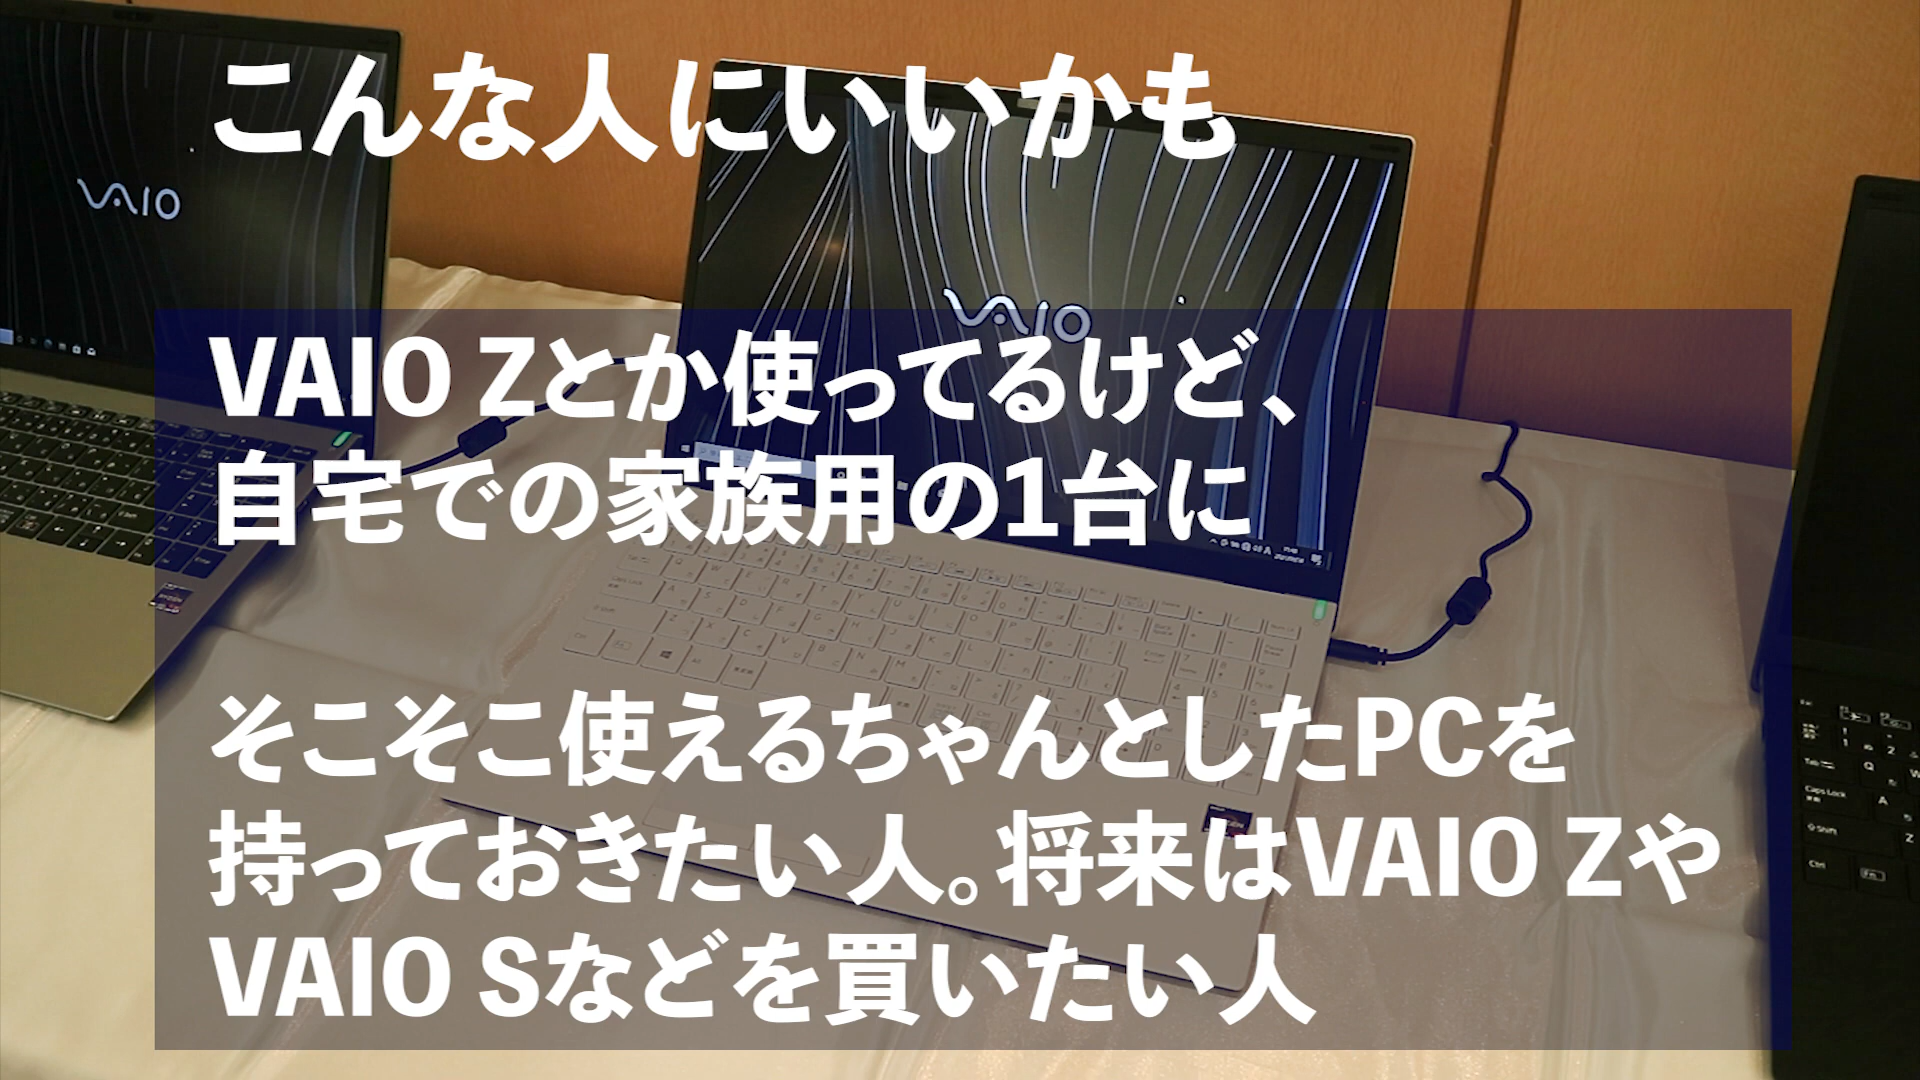 こんな人にいいかも
VAIO
VAIO
VAIO Zとか使ってるけど、
自宅での家族用の1台に
そこそこ使えるちゃんとしたPCを
持っておきたい人。将来はVAIO Zや
VAIO Sなどを買いたい人